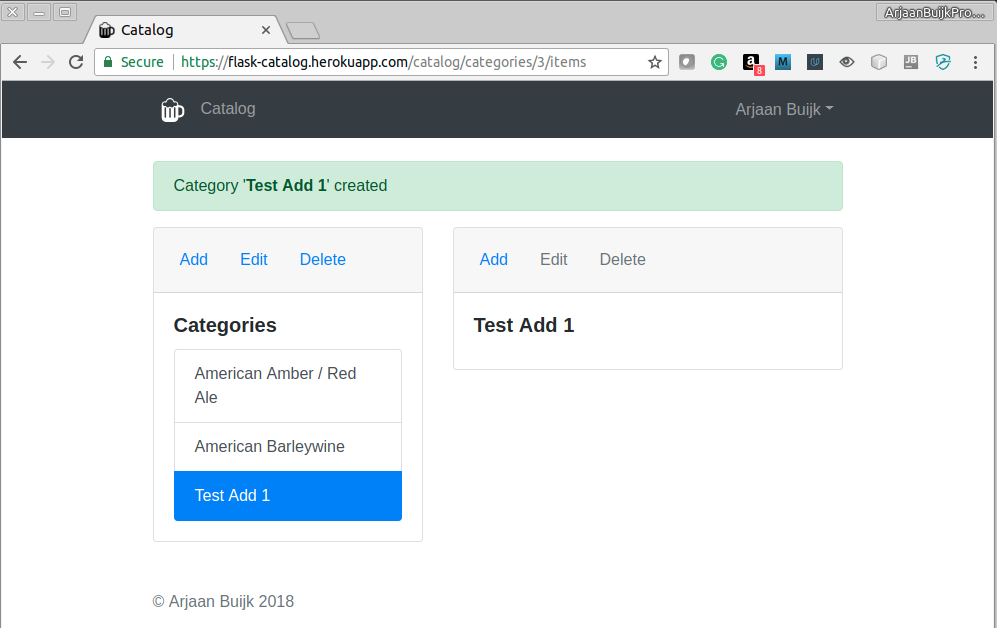 Catalog
ArjaanBuijkPro...
Secure https://flask-catalog.herokuapp.com/catalog/categories/3/items
a 8 M U JB
Catalog Arjaan Buijk
Category 'Test Add 1' created
Add Edit Delete
Add Edit Delete
Categories
American Amber / Red
Ale
American Barleywine
Test Add 1
Test Add 1
© Arjaan Buijk 2018